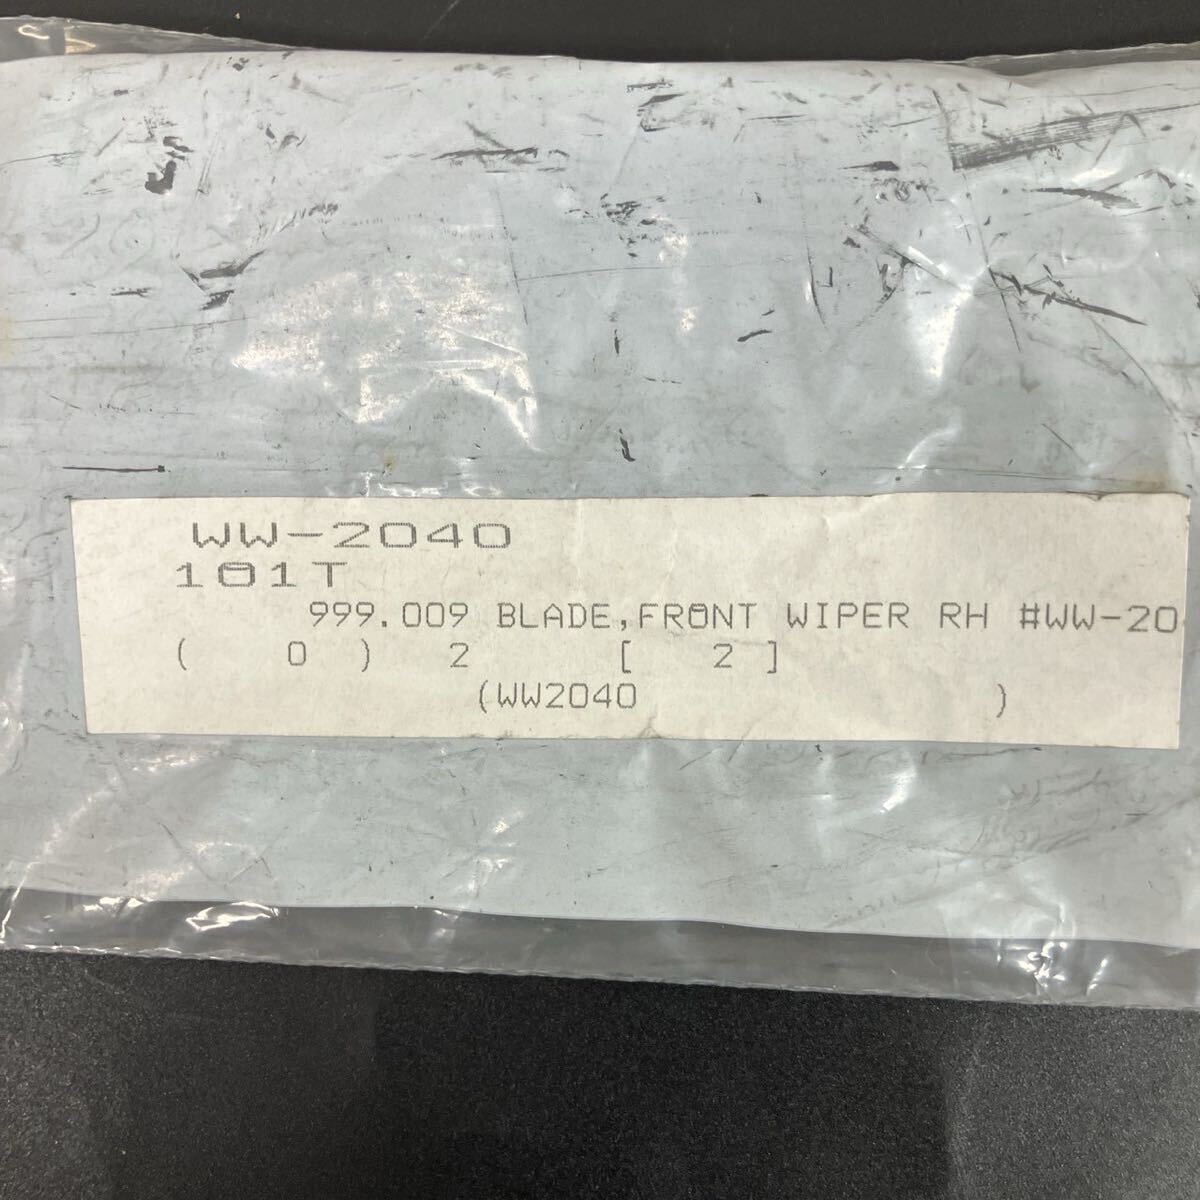 WW-2040
101T
999.009 BLADE,FRONT WIPER RH #WW-20
( 0 ) 2 [ 2 ]
(WW2040 )